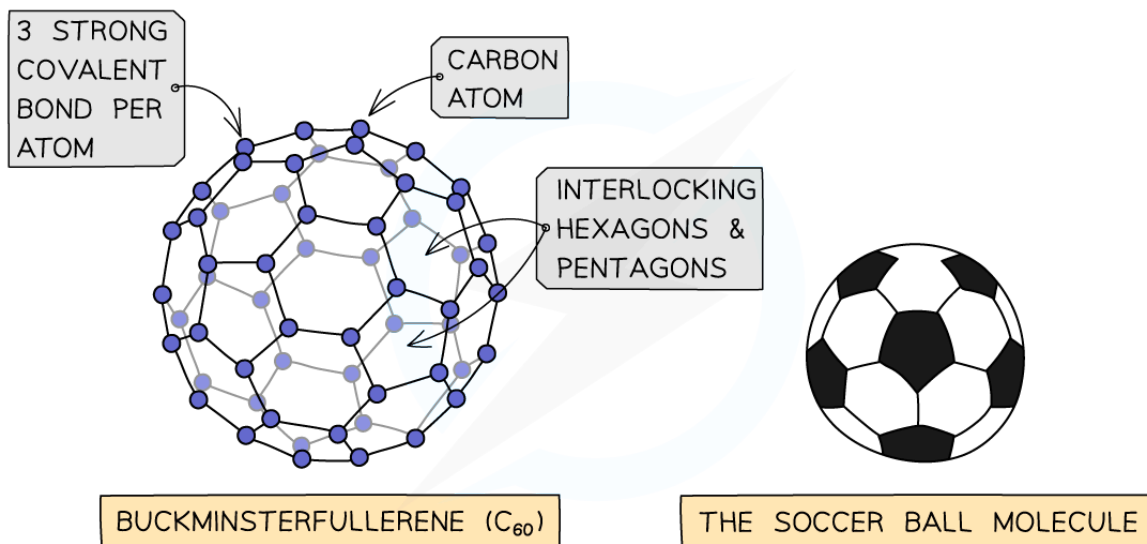 3 STRONG
COVALENT
BOND PER
ATOM
CARBON
ATOM
INTERLOCKING
HEXAGONS &
PENTAGONS
BUCKMINSTERFULLERENE (C₆₀)
THE SOCCER BALL MOLECULE